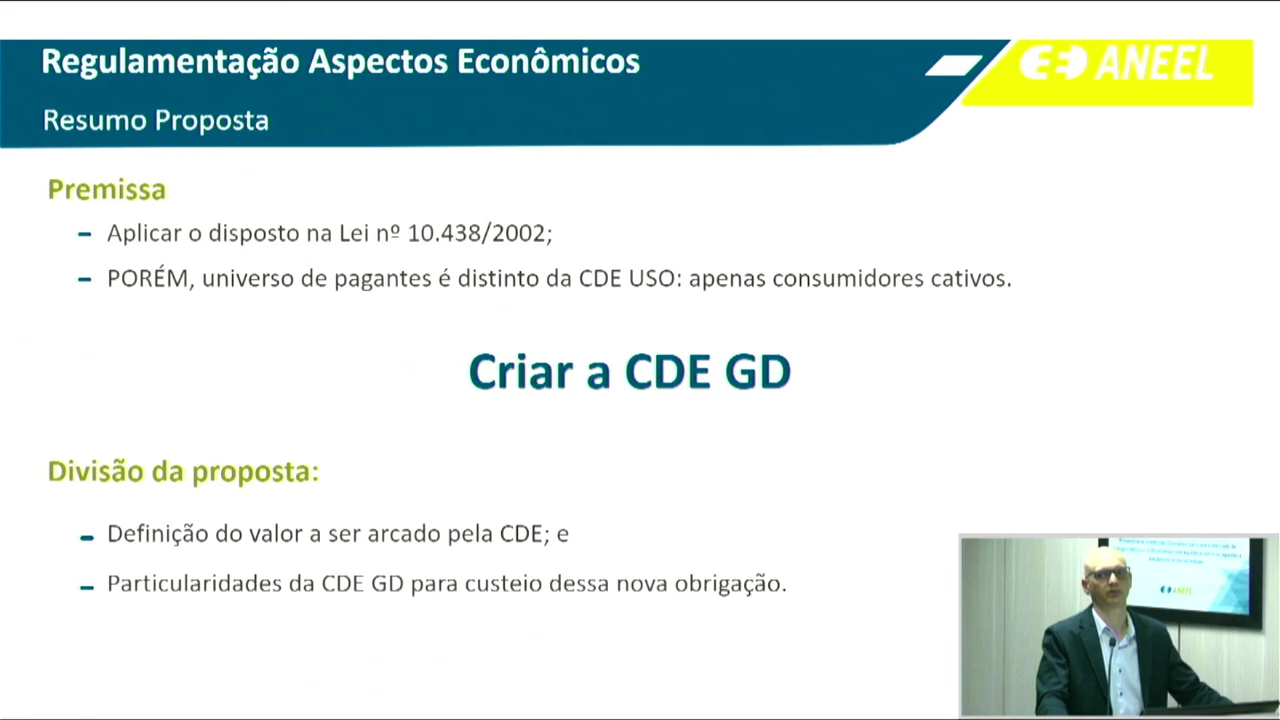 Regulamentação Aspectos Econômicos
ANEEL
Resumo Proposta
Premissa
– Aplicar o disposto na Lei nº 10.438/2002;
– PORÉM, universo de pagantes é distinto da CDE USO: apenas consumidores cativos.
Criar a CDE GD
Divisão da proposta:
– Definição do valor a ser arcado pela CDE; e
– Particularidades da CDE GD para custeio dessa nova obrigação.
ANEEL